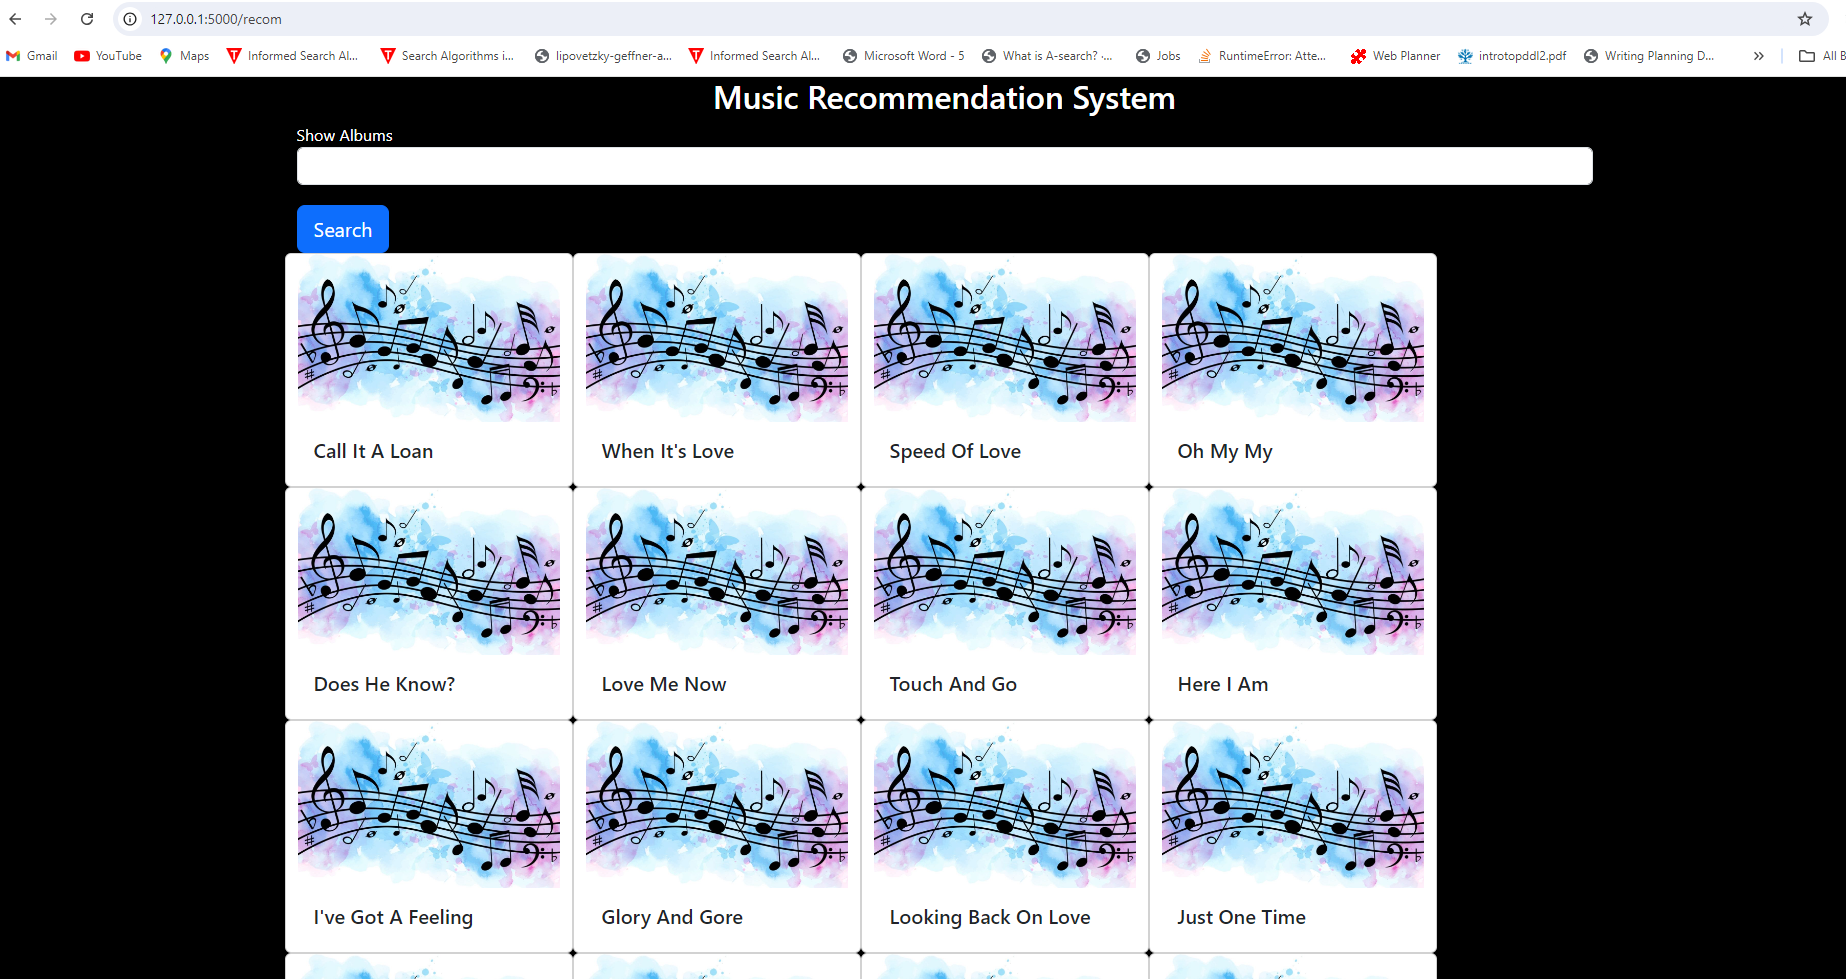 127.0.0.1:5000/recom
Gmail YouTube Maps Informed Search Al... Search Algorithms i... lipovetzky-geffner-a... Informed Search Al... Microsoft Word - 5 What is A-search? -... Jobs RuntimeError: Atte... Web Planner introtopddl2.pdf Writing Planning D... » All B
Music Recommendation System
Show Albums
Search
Call It A Loan When It's Love Speed Of Love Oh My My
Does He Know? Love Me Now Touch And Go Here I Am
I've Got A Feeling Glory And Gore Looking Back On Love Just One Time